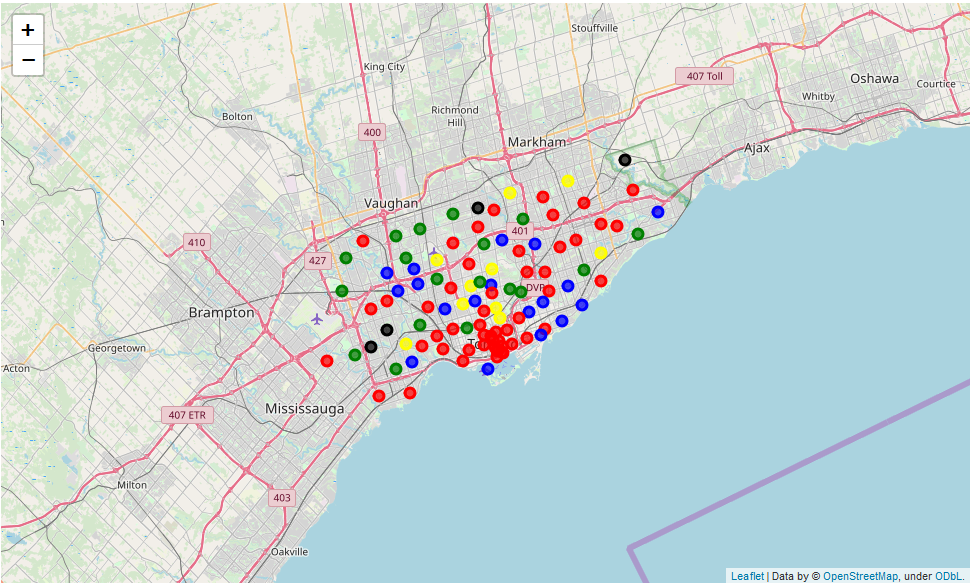 +
−
Stouffville
King City
407 Toll
Oshawa
Courtice
Whitby
Bolton
Richmond
Hill
400
Markham
Ajax
Vaughan
410
401
427
DVP
Brampton
Georgetown
Acton
Mississauga
407 ETR
Milton
403
Oakville
Leaflet | Data by © OpenStreetMap, under ODbL.